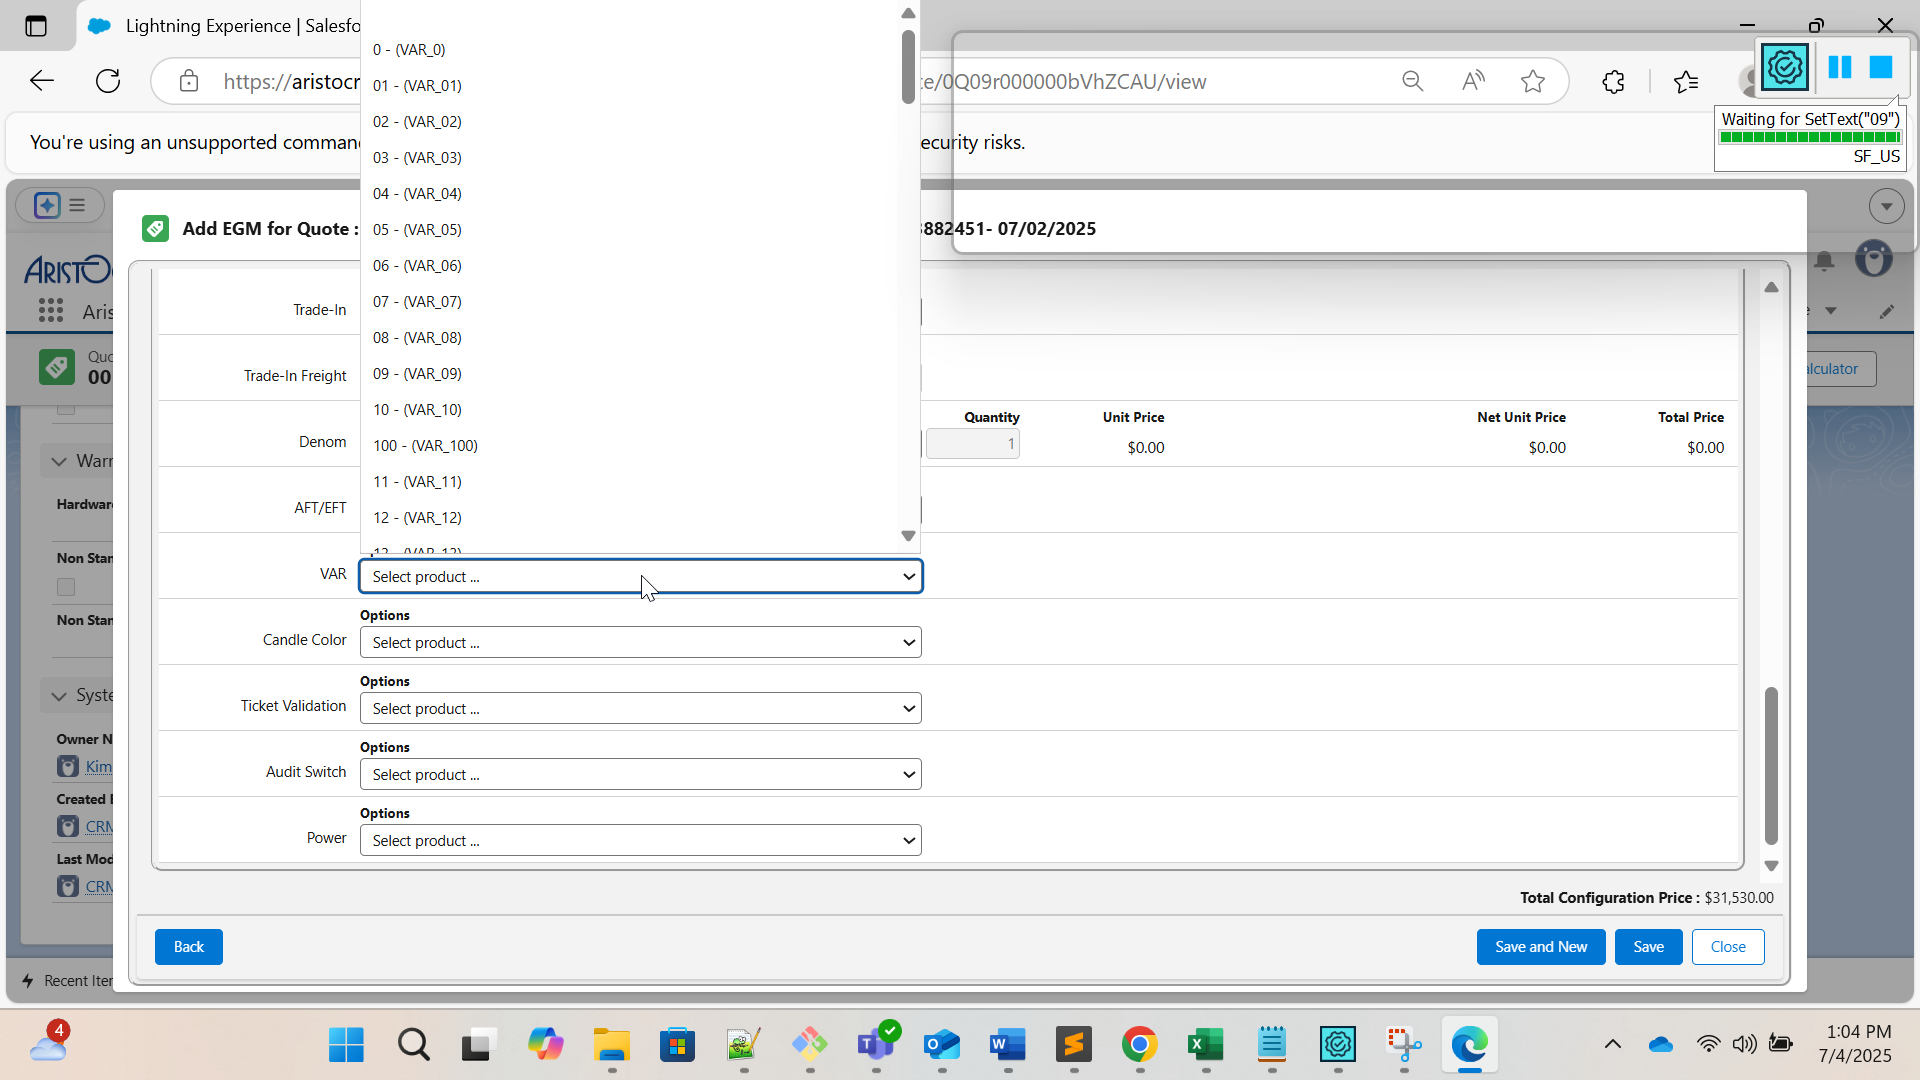 Lightning Experience | Salesfo
https://aristocr
te/0Q09r000000bVhZCAU/view
You're using an unsupported comman
ecurity risks.
Waiting for SetText("09")
SF_US
0 - (VAR_0)
01 - (VAR_01)
02 - (VAR_02)
03 - (VAR_03)
04 - (VAR_04)
05 - (VAR_05)
06 - (VAR_06)
07 - (VAR_07)
08 - (VAR_08)
09 - (VAR_09)
10 - (VAR_10)
100 - (VAR_100)
11 - (VAR_11)
12 - (VAR_12)
13 - (VAR_13)
Add EGM for Quote :
882451- 07/02/2025
ARISTOC
Aris
Quo
00
alculator
Warr
Hardwar
Non Stan
Non Stan
Syste
Owner N
Kim
Created B
CRM
Last Mod
CRM
Recent Iter
Trade-In
Trade-In Freight
Denom
Quantity
Unit Price
Net Unit Price
Total Price
1
$0.00
$0.00
$0.00
AFT/EFT
VAR
Select product ...
Options
Candle Color
Select product ...
Options
Ticket Validation
Select product ...
Options
Audit Switch
Select product ...
Options
Power
Select product ...
Total Configuration Price : $31,530.00
Back
Save and New
Save
Close
4
1:04 PM
7/4/2025